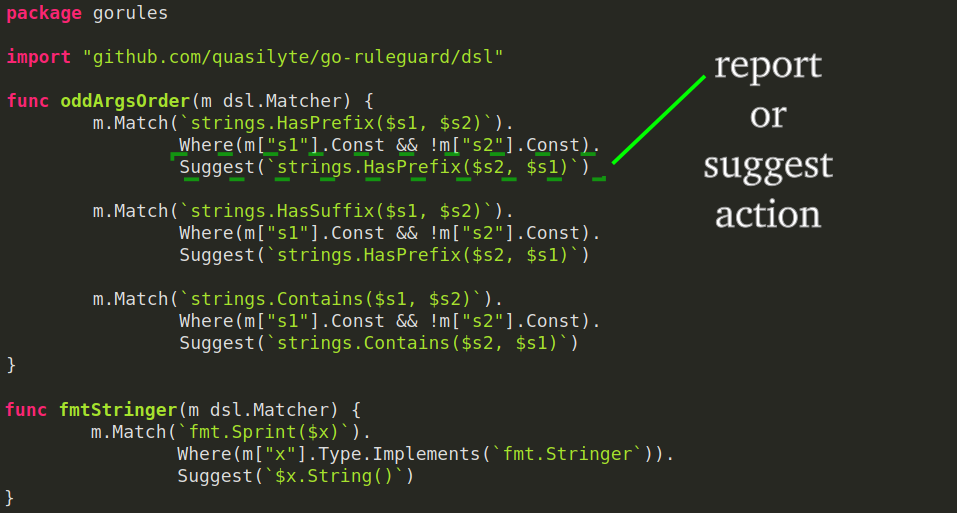 package gorules
import "github.com/quasilyte/go-ruleguard/dsl"
func oddArgsOrder(m dsl.Matcher) {
m.Match(`strings.HasPrefix($s1, $s2)`).
Where(m["s1"].Const && !m["s2"].Const).
Suggest(`strings.HasPrefix($s2, $s1)`)
m.Match(`strings.HasSuffix($s1, $s2)`).
Where(m["s1"].Const && !m["s2"].Const).
Suggest(`strings.HasPrefix($s2, $s1)`)
m.Match(`strings.Contains($s1, $s2)`).
Where(m["s1"].Const && !m["s2"].Const).
Suggest(`strings.Contains($s2, $s1)`)
}
func fmtStringer(m dsl.Matcher) {
m.Match(`fmt.Sprint($x)`).
Where(m["x"].Type.Implements(`fmt.Stringer`)).
Suggest(`$x.String()`)
}
report
or
suggest
action